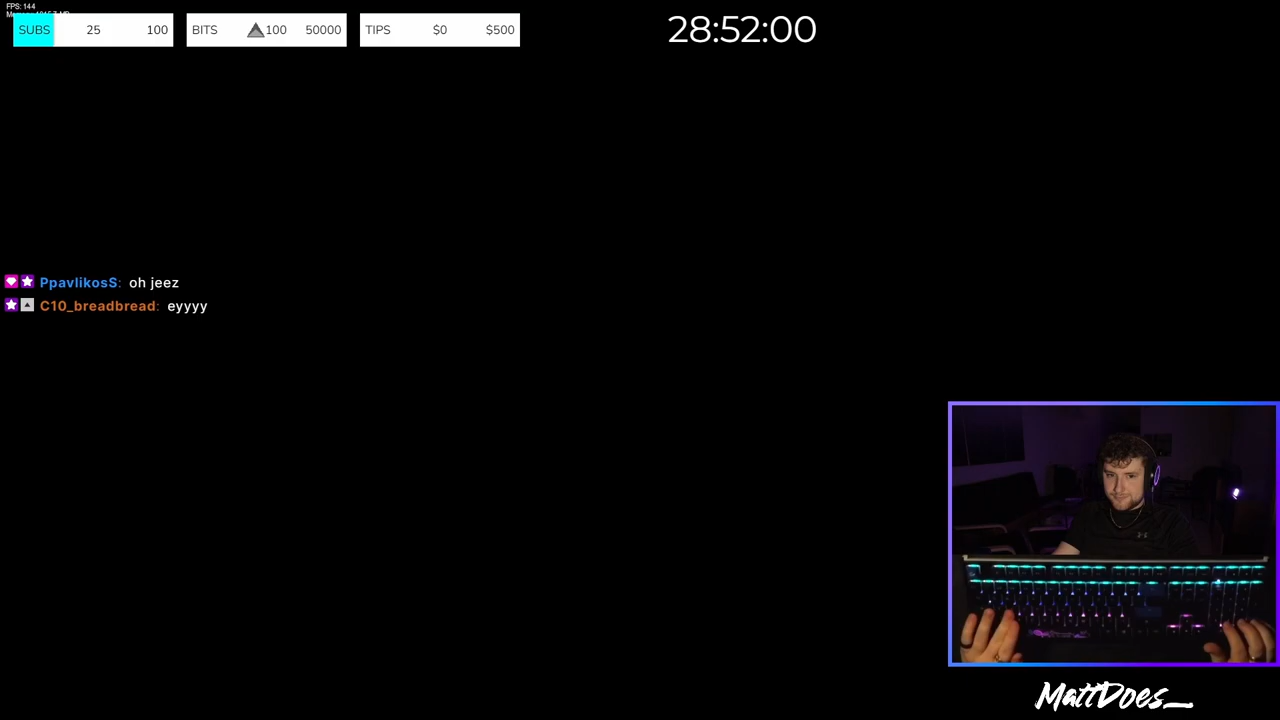 FPS: 144
SUBS 25 100 BITS 100 50000 TIPS $0 $500
28:52:00
PpavlikosS: oh jeez
C10_breadbread: eyyyy
MattDoes_